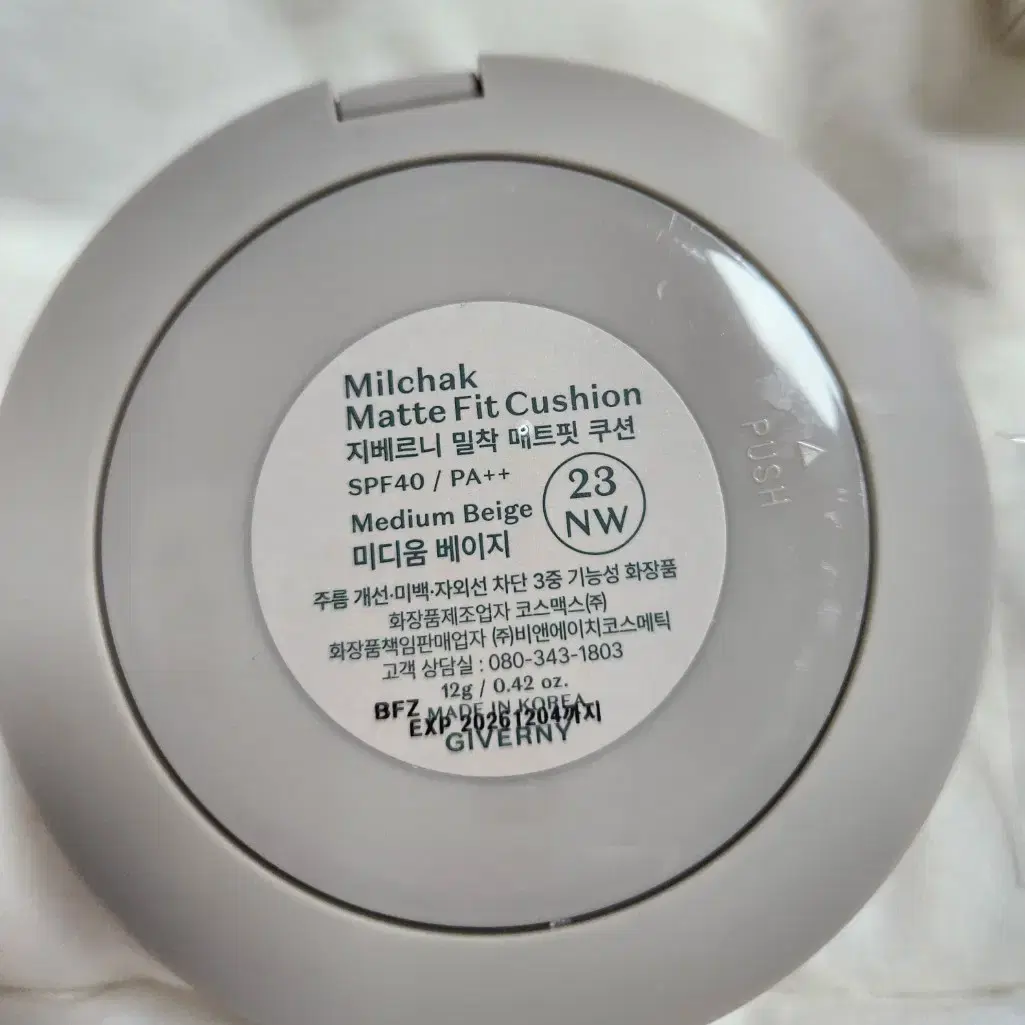 Milchak
Matte Fit Cushion
지베르니 밀착 매트핏 쿠션
SPF40 / PA++
Medium Beige
미디움 베이지
23
NW
주름 개선·미백·자외선 차단 3중 기능성 화장품
화장품제조업자 코스맥스㈜
화장품책임판매업자 ㈜비앤에이치코스메틱
고객 상담실 : 080-343-1803
12g / 0.42 oz.
MADE IN KOREA
BFZ
EXP 20261204까지
GIVERNY
PUSH